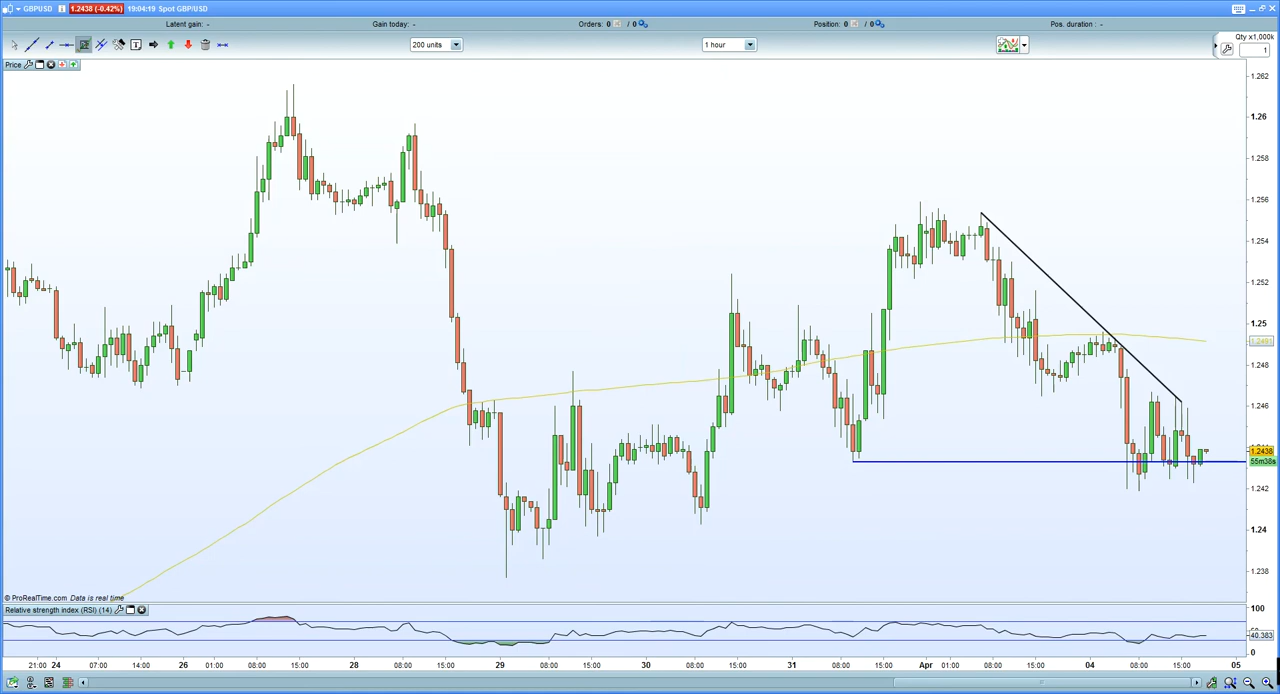 GBPUSD 1.2438 (-0.42%) 19:04:19 Spot GBP/USD
Latent gain: - Gain today: - Orders: 0 / 0 Position: 0 / 0 Pos. duration : -
200 units 1 hour Qty x1,000k
1
Price
1.262
1.26
1.258
1.256
1.254
1.252
1.25
1.2491
1.248
1.246
1.2438
55m38s
1.242
1.24
1.238
© ProRealTime.com Data is real time
Relative strength index (RSI) (14)
100
40.383
0
21:00 24 07:00 14:00 26 01:00 08:00 15:00 28 08:00 15:00 29 08:00 15:00 30 08:00 15:00 31 08:00 15:00 Apr 01:00 08:00 15:00 04 08:00 15:00 05